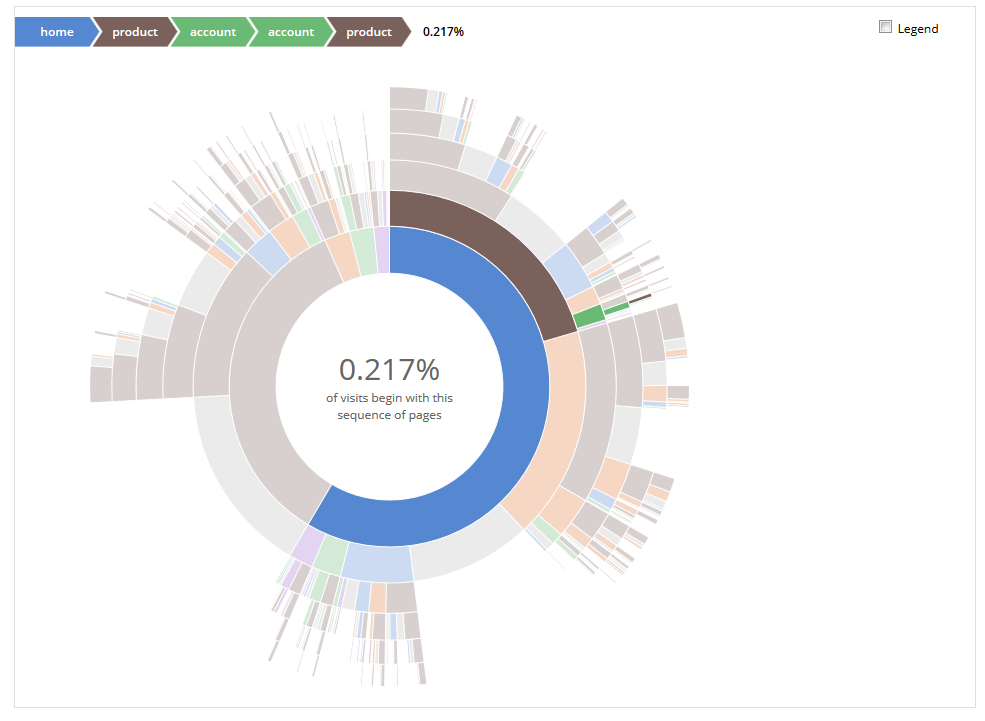 home product account account product 0.217%
Legend
0.217%
of visits begin with this
sequence of pages